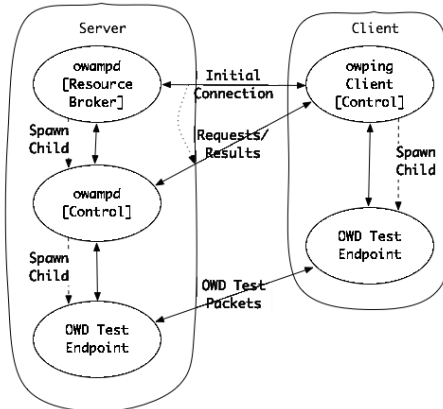 Server
Client
owampd
[Resource
Broker]
Initial
Connection
owping
Client
[Control]
Spawn
Child
Requests/
Results
Spawn
Child
owampd
[Control]
Spawn
Child
OWD Test
Endpoint
OWD Test
Packets
OWD Test
Endpoint